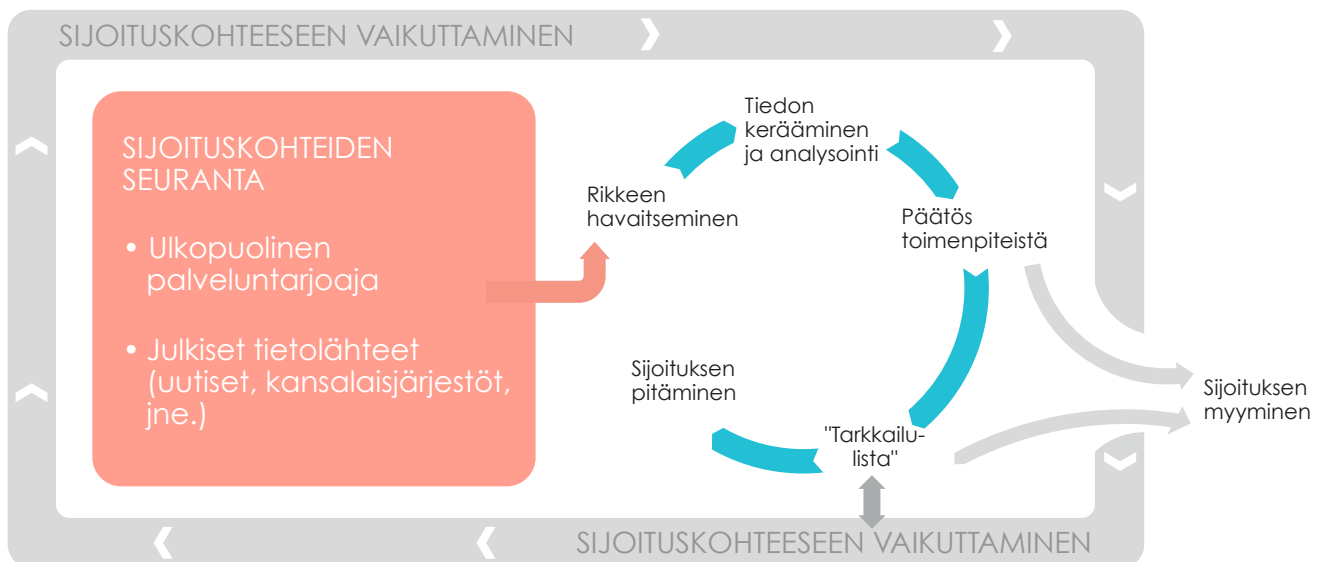 SIJOITUSKOHTEESEEN VAIKUTTAMINEN
SIJOITUSKOHTEIDEN
SEURANTA
• Ulkopuolinen
palveluntarjoaja
• Julkiset tietolähteet
(uutiset, kansalaisjärjestöt,
jne.)
Rikkeen
havaitseminen
Tiedon
kerääminen
ja analysointi
Päätös
toimenpiteistä
Sijoituksen
pitäminen
"Tarkkailu-
lista"
Sijoituksen
myyminen
SIJOITUSKOHTEESEEN VAIKUTTAMINEN